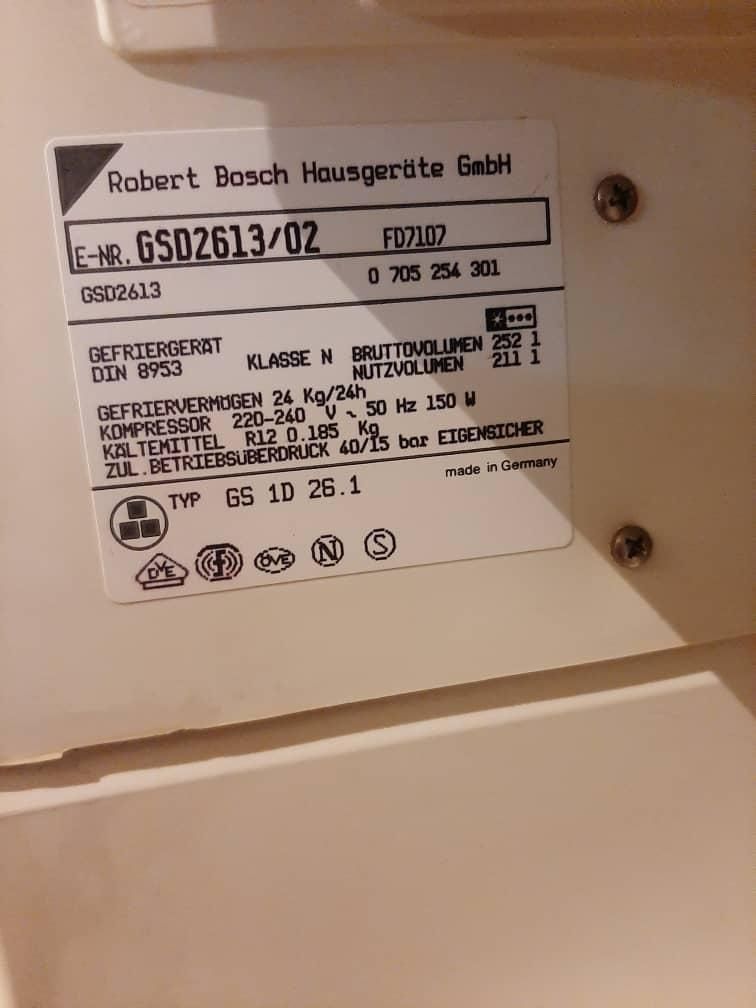 Robert Bosch Hausgeräte GmbH
E-NR. GSD2613/02 FD7107
GSD2613 0 705 254 301
GEFRIERGERÄT
DIN 8953 KLASSE N BRUTTOVOLUMEN 252 l
NUTZVOLUMEN 211 l
GEFRIERVERMÖGEN 24 Kg/24h
KOMPRESSOR 220-240 V ~ 50 Hz 150 W
KÄLTEMITTEL R12 0.185 Kg
ZUL.BETRIEBSÜBERDRUCK 40/15 bar EIGENSICHER
made in Germany
TYP GS 1D 26.1
DVE ÖVE N S